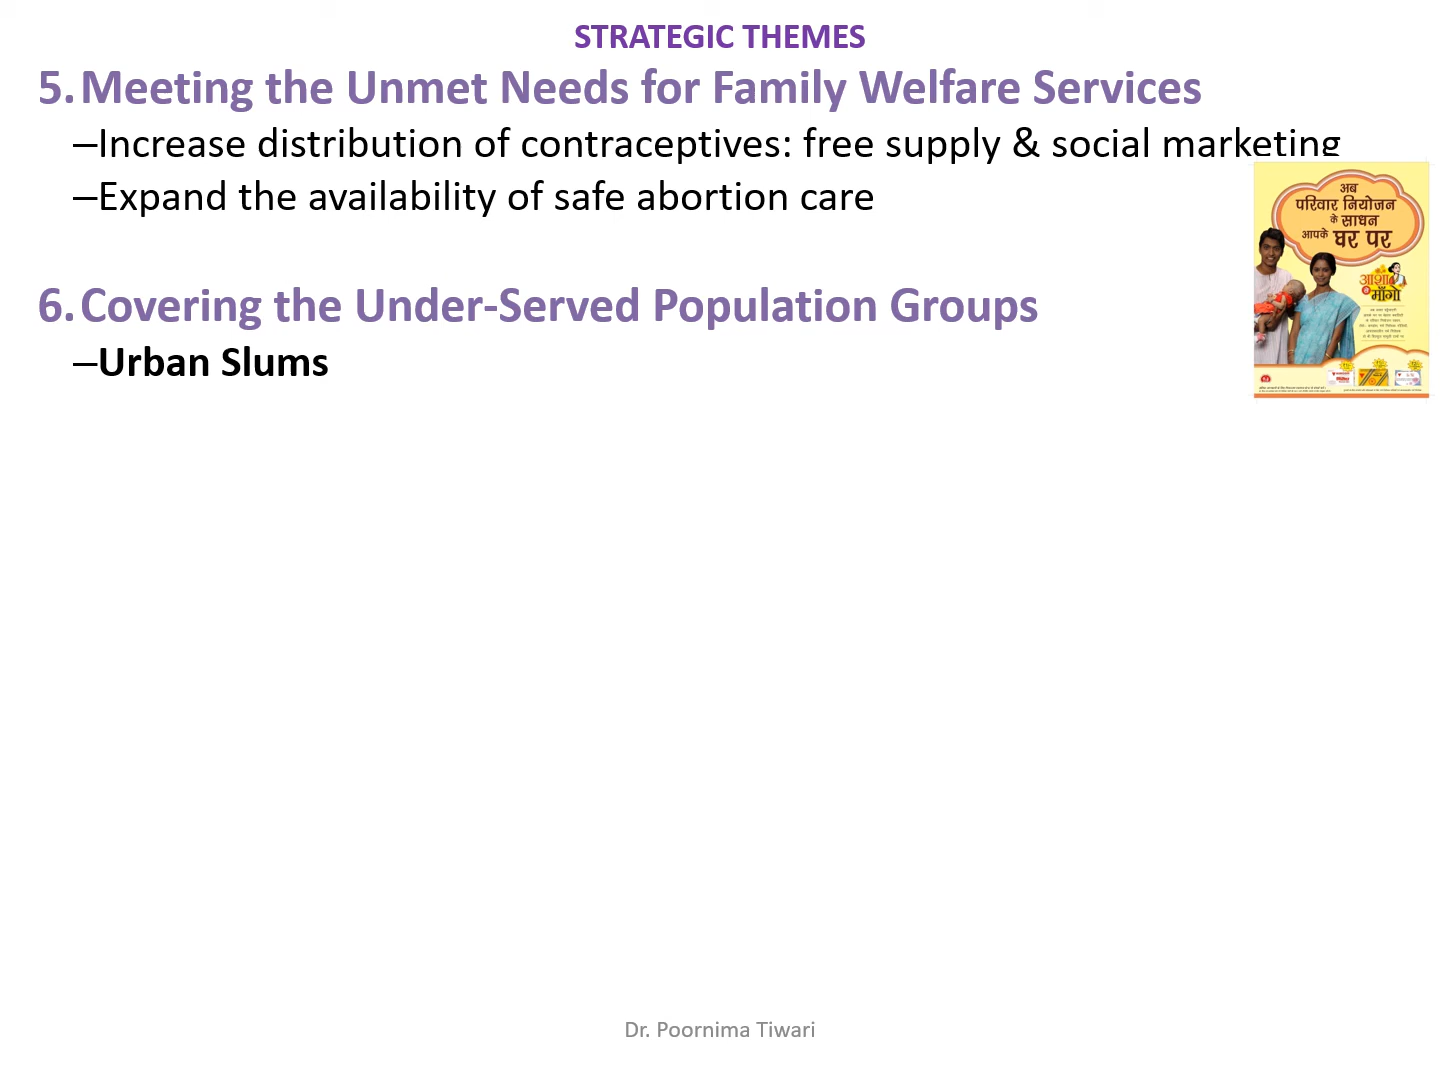 STRATEGIC THEMES
5. Meeting the Unmet Needs for Family Welfare Services
–Increase distribution of contraceptives: free supply & social marketing
–Expand the availability of safe abortion care
अब
परिवार नियोजन
के साधन
आपके घर पर
आशा
से
माँगो
6. Covering the Under-Served Population Groups
–Urban Slums
Dr. Poornima Tiwari